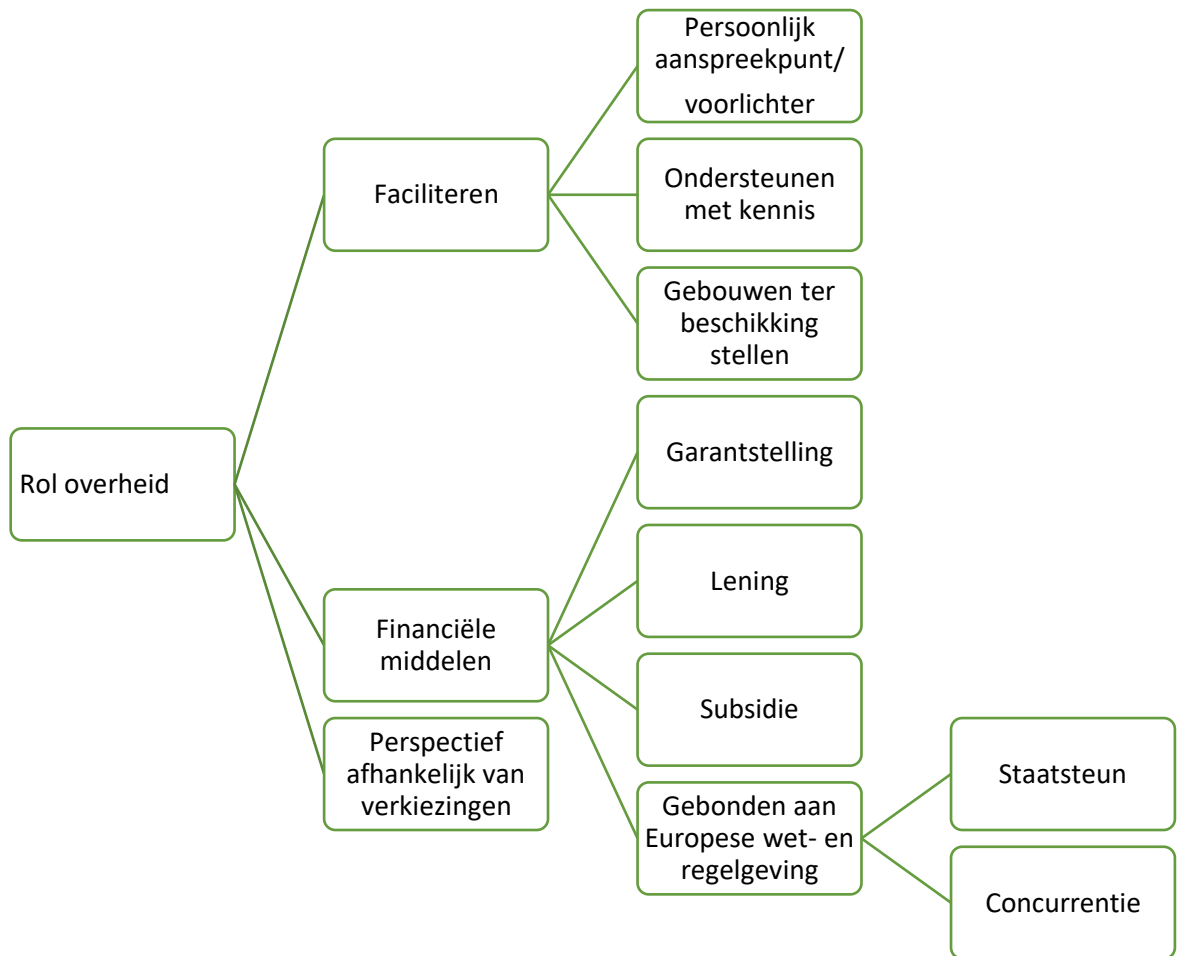 Persoonlijk
aanspreekpunt/
voorlichter
Faciliteren
Ondersteunen
met kennis
Gebouwen ter
beschikking
stellen
Rol overheid
Garantstelling
Lening
Financiële
middelen
Subsidie
Perspectief
afhankelijk van
verkiezingen
Gebonden aan
Europese wet- en
regelgeving
Staatsteun
Concurrentie